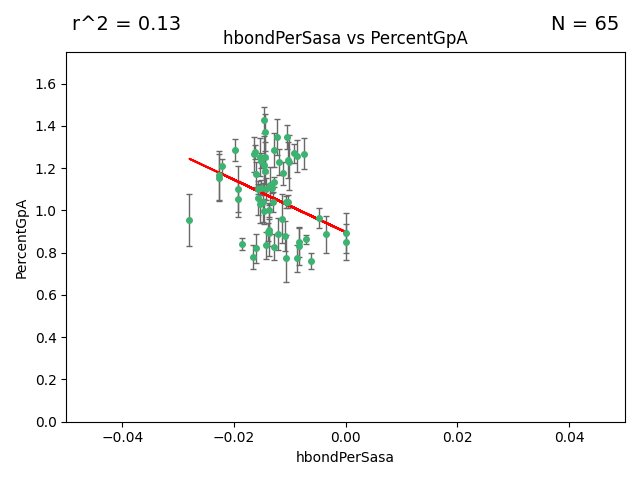 r^2 = 0.13
N = 65
hbondPerSasa vs PercentGpA
1.6
1.4
1.2
1.0
0.8
0.6
0.4
0.2
0.0
PercentGpA
−0.04
−0.02
0.00
0.02
0.04
hbondPerSasa